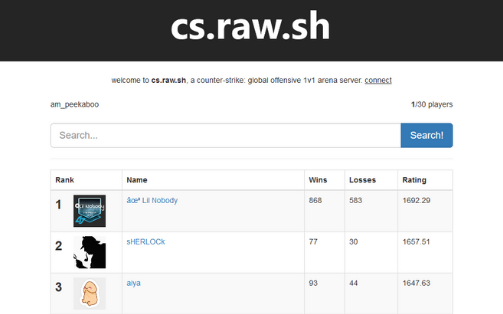 cs.raw.sh
welcome to cs.raw.sh, a counter-strike: global offensive 1v1 arena server. connect
am_peekaboo 1/30 players
Search... Search!
Rank Name Wins Losses Rating
1 âœª Lil Nobody 868 583 1692.29
2 sHERLOCk 77 30 1657.51
3 aiya 93 44 1647.63